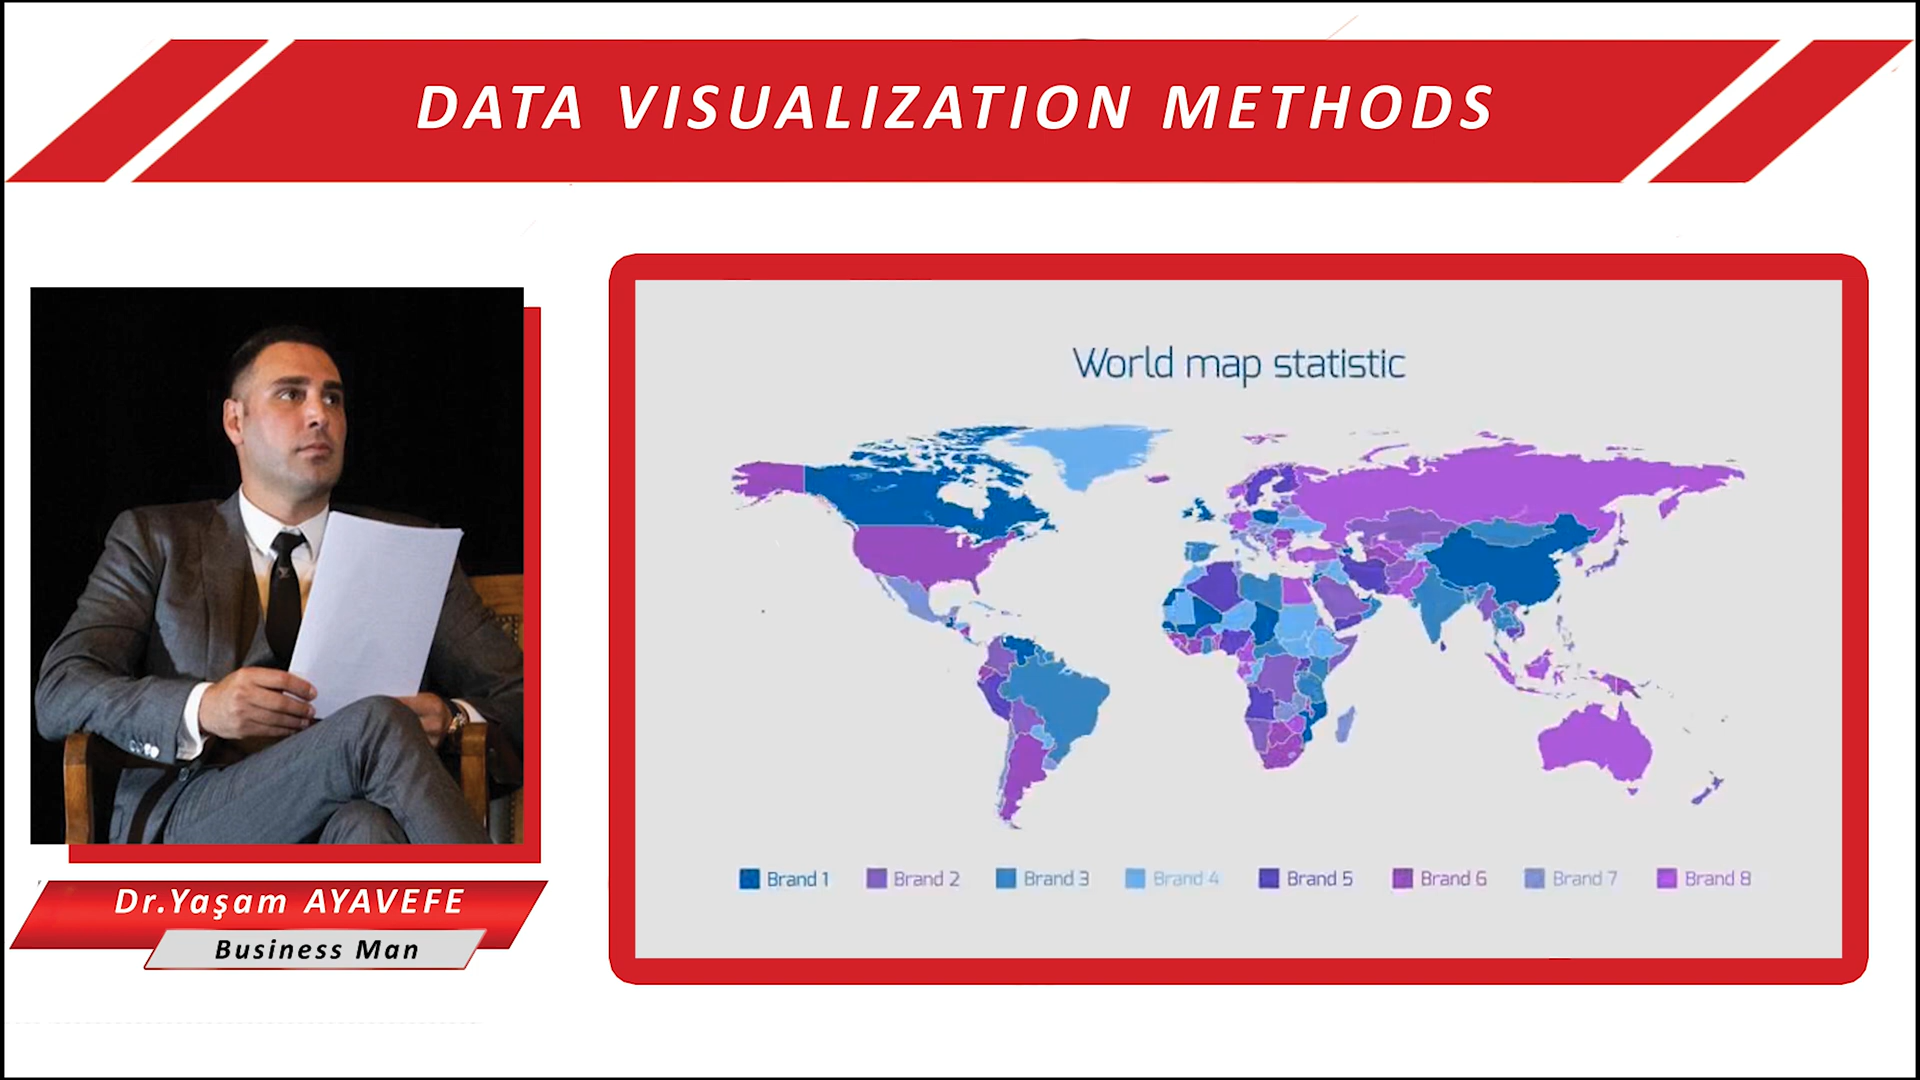 DATA VISUALIZATION METHODS
World map statistic
Brand 1 Brand 2 Brand 3 Brand 4 Brand 5 Brand 6 Brand 7 Brand 8
Dr.Yaşam AYAVEFE
Business Man